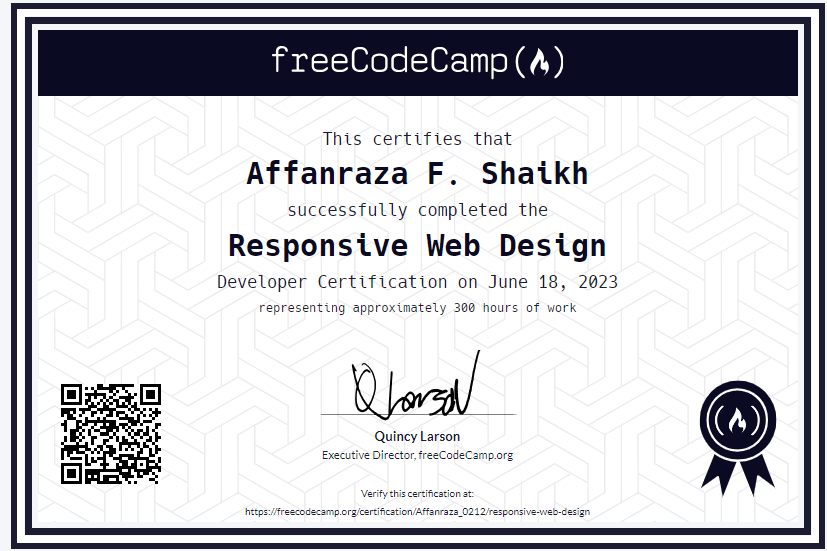 freeCodeCamp
This certifies that
Affanraza F. Shaikh
successfully completed the
Responsive Web Design
Developer Certification on June 18, 2023
representing approximately 300 hours of work
Q Larson
Quincy Larson
Executive Director, freeCodeCamp.org
Verify this certification at:
https://freecodecamp.org/certification/Affanraza_0212/responsive-web-design